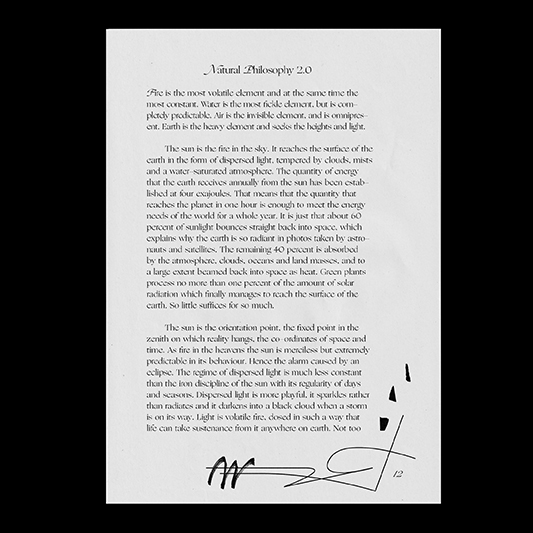 Natural Philosophy 2.0
Fire is the most volatile element and at the same time the
most constant. Water is the most fickle element, but is com-
pletely predictable. Air is the invisible element, and is omnipres-
ent. Earth is the heavy element and seeks the heights and light.
The sun is the fire in the sky. It reaches the surface of the
earth in the form of dispersed light, tempered by clouds, mists
and a water-saturated atmosphere. The quantity of energy
that the earth receives annually from the sun has been estab-
lished at four exajoules. That means that the quantity that
reaches the planet in one hour is enough to meet the energy
needs of the world for a whole year. It is just that about 60
percent of sunlight bounces straight back into space, which
explains why the earth is so radiant in photos taken by astro-
nauts and satellites. The remaining 40 percent is absorbed
by the atmosphere, clouds, oceans and land masses, and to
a large extent beamed back into space as heat. Green plants
process no more than one percent of the amount of solar
radiation which finally manages to reach the surface of the
earth. So little suffices for so much.
The sun is the orientation point, the fixed point in the
zenith on which reality hangs, the co-ordinates of space and
time. As fire in the heavens the sun is merciless but extremely
predictable in its behaviour. Hence the alarm caused by an
eclipse. The regime of dispersed light is much less constant
than the iron discipline of the sun with its regularity of days
and seasons. Dispersed light is more playful, it sparkles rather
than radiates and it darkens into a black cloud when a storm
is on its way. Light is volatile fire, dosed in such a way that
life can take sustenance from it anywhere on earth. Not too
12